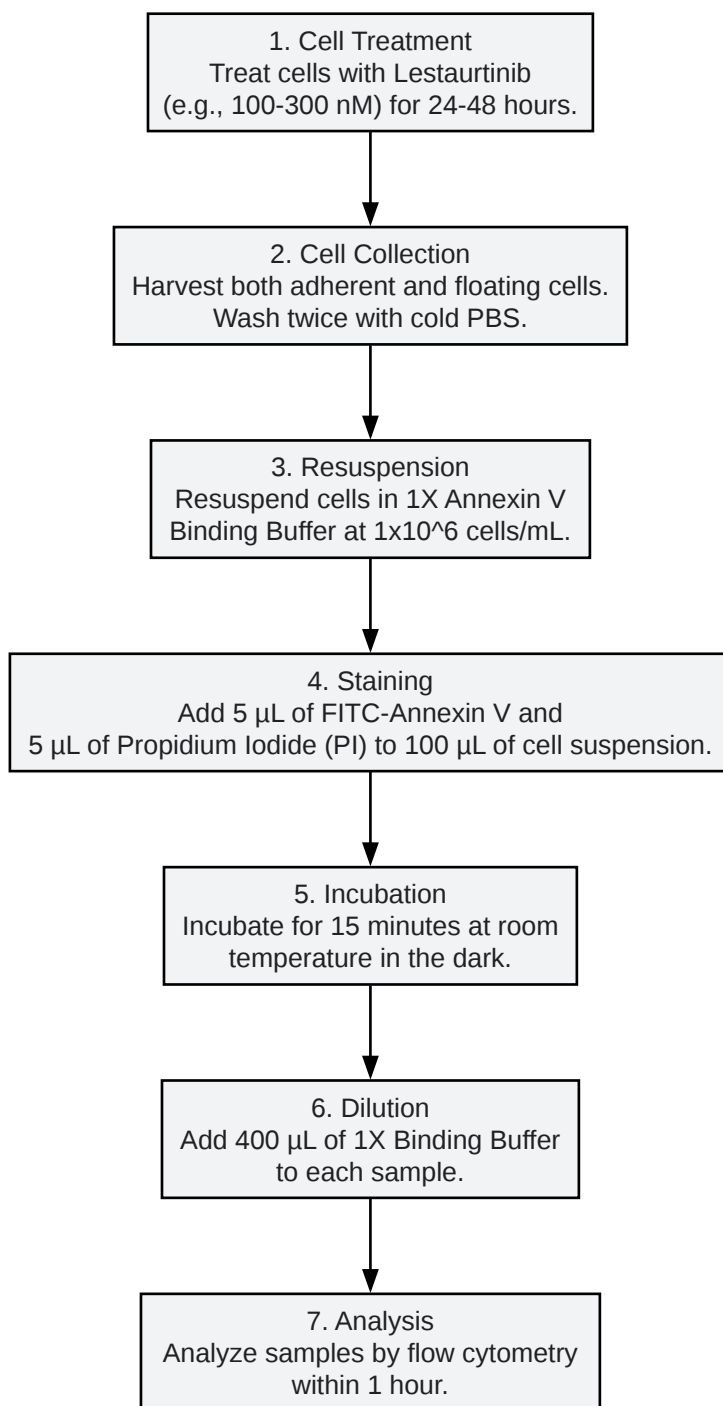 1. Cell Treatment
Treat cells with Lestaurtinib
(e.g., 100-300 nM) for 24-48 hours.
2. Cell Collection
Harvest both adherent and floating cells.
Wash twice with cold PBS.
3. Resuspension
Resuspend cells in 1X Annexin V
Binding Buffer at 1x10^6 cells/mL.
4. Staining
Add 5 µL of FITC-Annexin V and
5 µL of Propidium Iodide (PI) to 100 µL of cell suspension.
5. Incubation
Incubate for 15 minutes at room
temperature in the dark.
6. Dilution
Add 400 µL of 1X Binding Buffer
to each sample.
7. Analysis
Analyze samples by flow cytometry
within 1 hour.